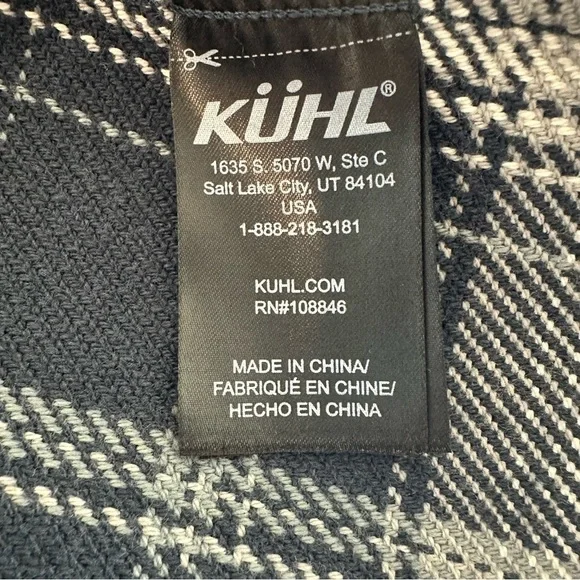 KÜHL®
1635 S. 5070 W, Ste C
Salt Lake City, UT 84104
USA
1-888-218-3181
KUHL.COM
RN#108846
MADE IN CHINA/
FABRIQUÉ EN CHINE/
HECHO EN CHINA